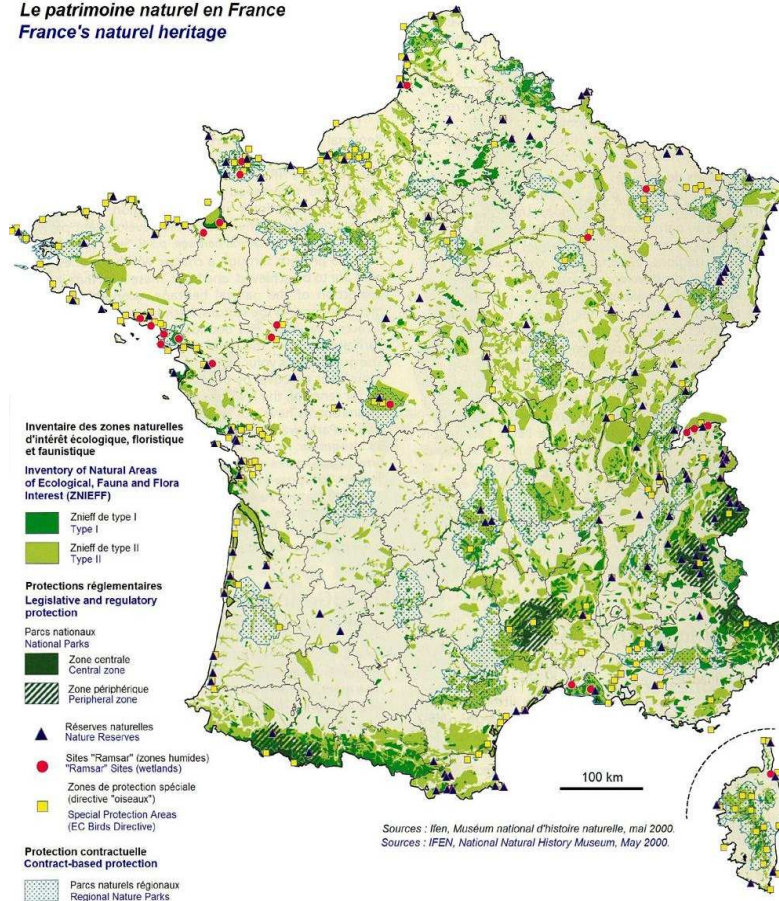 Le patrimoine naturel en France
France's naturel heritage
Inventaire des zones naturelles
d'intérêt écologique, floristique
et faunistique
Inventory of Natural Areas
of Ecological, Fauna and Flora
Interest (ZNIEFF)
Znieff de type I
Type I
Znieff de type II
Type II
Protections réglementaires
Legislative and regulatory
protection
Parcs nationaux
National Parks
Zone centrale
Central zone
Zone périphérique
Peripheral zone
Réserves naturelles
Nature Reserves
Sites "Ramsar" (zones humides)
"Ramsar" Sites (wetlands)
Zones de protection spéciale
(directive "oiseaux")
Special Protection Areas
(EC Birds Directive)
Protection contractuelle
Contract-based protection
Parcs naturels régionaux
Regional Nature Parks
100 km
Sources : Ifen, Muséum national d'histoire naturelle, mai 2000.
Sources : IFEN, National Natural History Museum, May 2000.